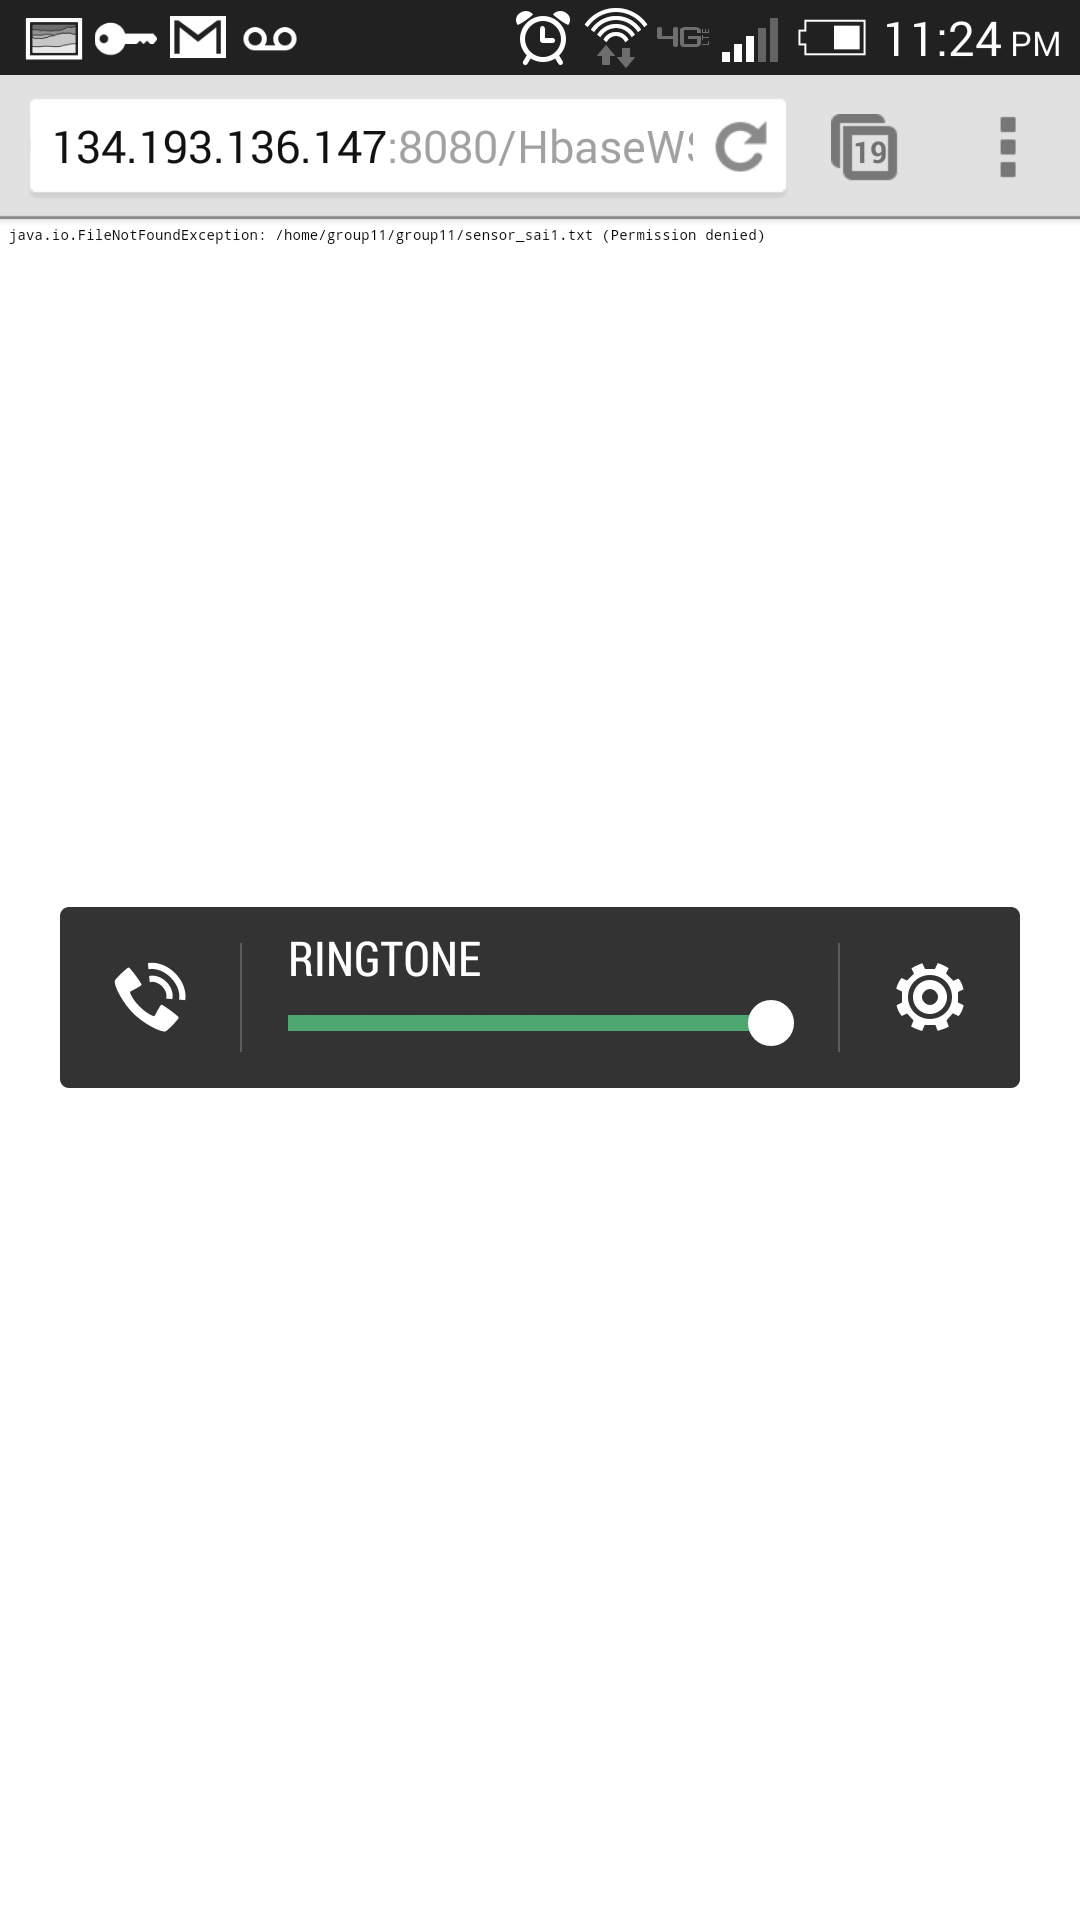 11:24 PM
134.193.136.147:8080/HbaseWS
19
java.io.FileNotFoundException: /home/group11/group11/sensor_sai1.txt (Permission denied)
RINGTONE